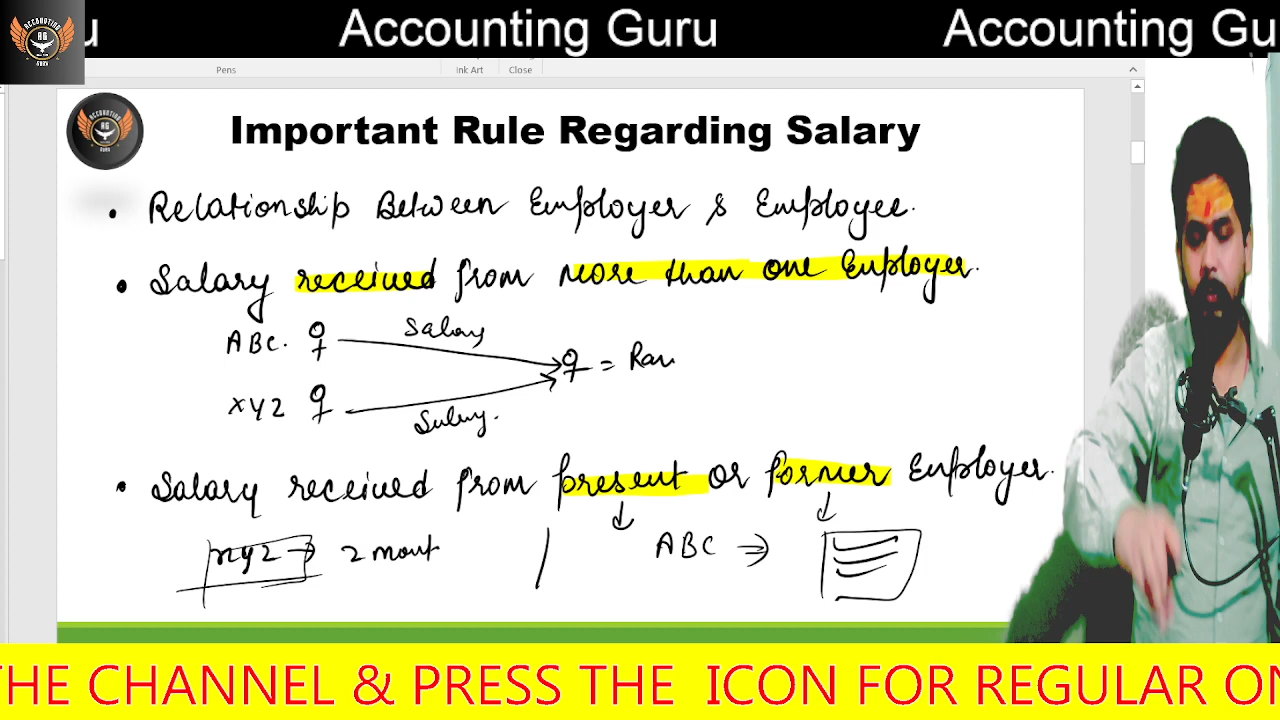 Accounting Guru
Accounting Gu
Pens
Ink Art
Close
Important Rule Regarding Salary
• Relationship Between Employer & Employee.
• Salary received from more than one Employer.
ABC.
Salary
= Ram
XYZ
Salary.
• Salary received from present or former Employer.
xyz → 2 mont
ABC ⇒
THE CHANNEL & PRESS THE ICON FOR REGULAR ON